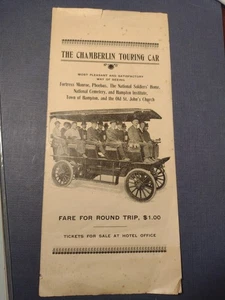 THE CHAMBERLIN TOURING CAR
MOST PLEASANT AND SATISFACTORY
WAY OF SEEING
Fortress Monroe, Phoebus, The National Soldiers' Home,
National Cemetery, and Hampton Institute,
Town of Hampton, and the Old St. John's Church
FARE FOR ROUND TRIP, $1.00
TICKETS FOR SALE AT HOTEL OFFICE